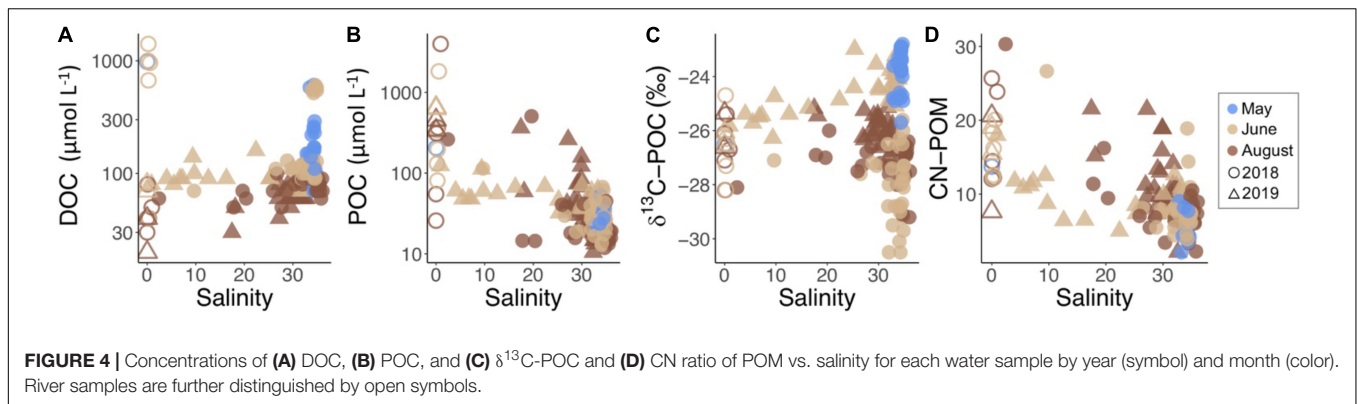 A
B
C
D
DOC (μmol L-1)
1000
300
100
30
0 10 20 30
Salinity
POC (μmol L-1)
1000
100
10
0 10 20 30
Salinity
δ13C−POC (‰)
−24
−26
−28
−30
0 10 20 30
Salinity
CN−POM
30
20
10
0 10 20 30
Salinity
May
June
August
2018
2019
FIGURE 4 | Concentrations of (A) DOC, (B) POC, and (C) δ13C-POC and (D) CN ratio of POM vs. salinity for each water sample by year (symbol) and month (color).
River samples are further distinguished by open symbols.